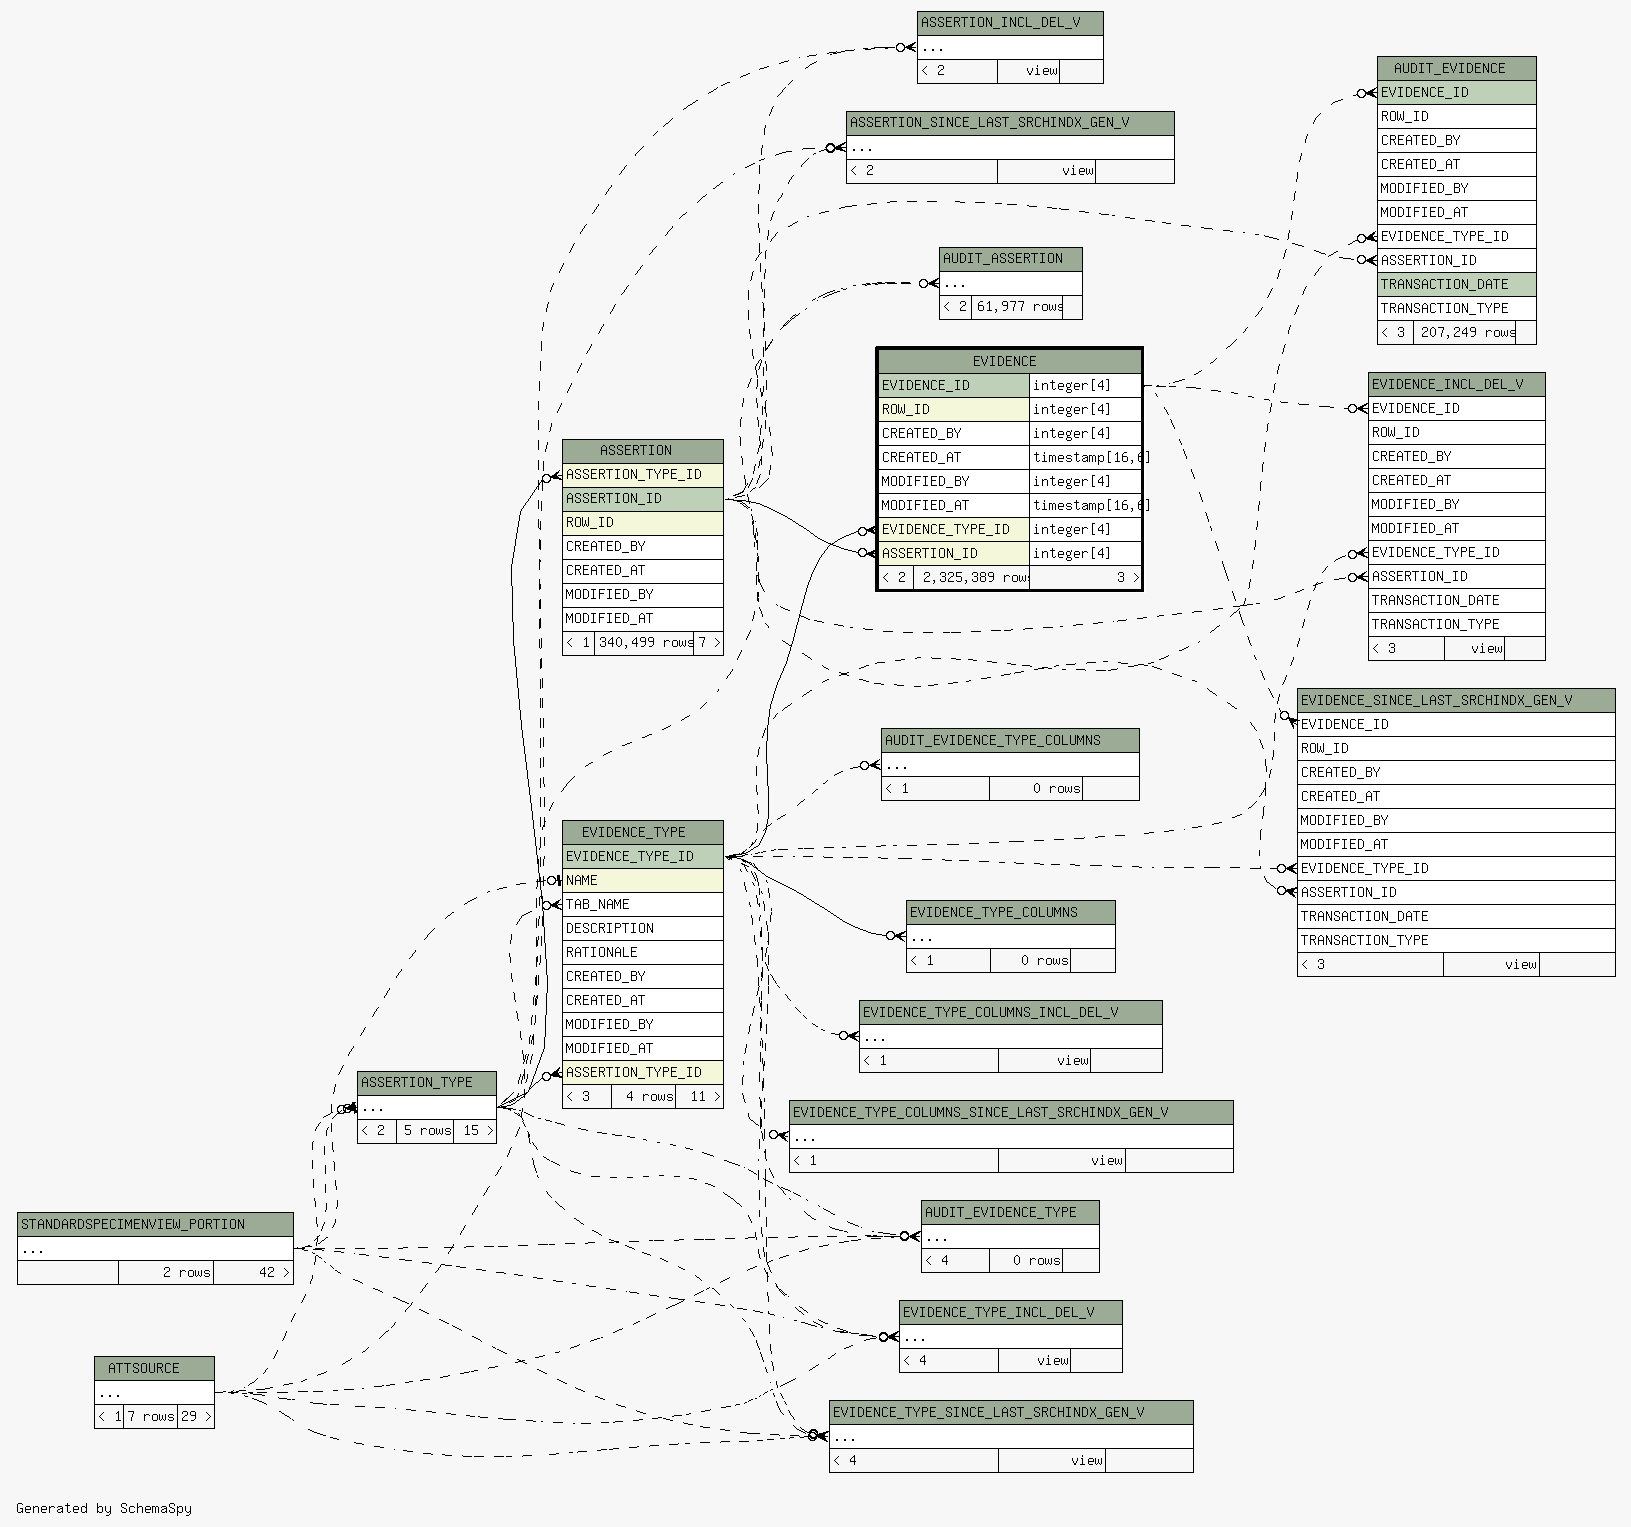 ASSERTION_INCL_DEL_V
...
< 2 view
ASSERTION_SINCE_LAST_SRCHINDX_GEN_V
...
< 2 view
AUDIT_EVIDENCE
EVIDENCE_ID
ROW_ID
CREATED_BY
CREATED_AT
MODIFIED_BY
MODIFIED_AT
EVIDENCE_TYPE_ID
ASSERTION_ID
TRANSACTION_DATE
TRANSACTION_TYPE
< 3 207,249 rows
AUDIT_ASSERTION
...
< 2 61,977 rows
EVIDENCE
EVIDENCE_ID integer[4]
ROW_ID integer[4]
CREATED_BY integer[4]
CREATED_AT timestamp[16,6]
MODIFIED_BY integer[4]
MODIFIED_AT timestamp[16,6]
EVIDENCE_TYPE_ID integer[4]
ASSERTION_ID integer[4]
< 2 2,325,389 rows 3 >
EVIDENCE_INCL_DEL_V
EVIDENCE_ID
ROW_ID
CREATED_BY
CREATED_AT
MODIFIED_BY
MODIFIED_AT
EVIDENCE_TYPE_ID
ASSERTION_ID
TRANSACTION_DATE
TRANSACTION_TYPE
< 3 view
ASSERTION
ASSERTION_TYPE_ID
ASSERTION_ID
ROW_ID
CREATED_BY
CREATED_AT
MODIFIED_BY
MODIFIED_AT
< 1 340,499 rows 7 >
EVIDENCE_SINCE_LAST_SRCHINDX_GEN_V
EVIDENCE_ID
ROW_ID
CREATED_BY
CREATED_AT
MODIFIED_BY
MODIFIED_AT
EVIDENCE_TYPE_ID
ASSERTION_ID
TRANSACTION_DATE
TRANSACTION_TYPE
< 3 view
AUDIT_EVIDENCE_TYPE_COLUMNS
...
< 1 0 rows
EVIDENCE_TYPE
EVIDENCE_TYPE_ID
NAME
TAB_NAME
DESCRIPTION
RATIONALE
CREATED_BY
CREATED_AT
MODIFIED_BY
MODIFIED_AT
ASSERTION_TYPE_ID
< 3 4 rows 11 >
EVIDENCE_TYPE_COLUMNS
...
< 1 0 rows
EVIDENCE_TYPE_COLUMNS_INCL_DEL_V
...
< 1 view
ASSERTION_TYPE
...
< 2 5 rows 15 >
EVIDENCE_TYPE_COLUMNS_SINCE_LAST_SRCHINDX_GEN_V
...
< 1 view
STANDARDSPECIMENVIEW_PORTION
...
2 rows 42 >
AUDIT_EVIDENCE_TYPE
...
< 4 0 rows
EVIDENCE_TYPE_INCL_DEL_V
...
< 4 view
ATTSOURCE
...
< 1 7 rows 29 >
EVIDENCE_TYPE_SINCE_LAST_SRCHINDX_GEN_V
...
< 4 view
Generated by SchemaSpy